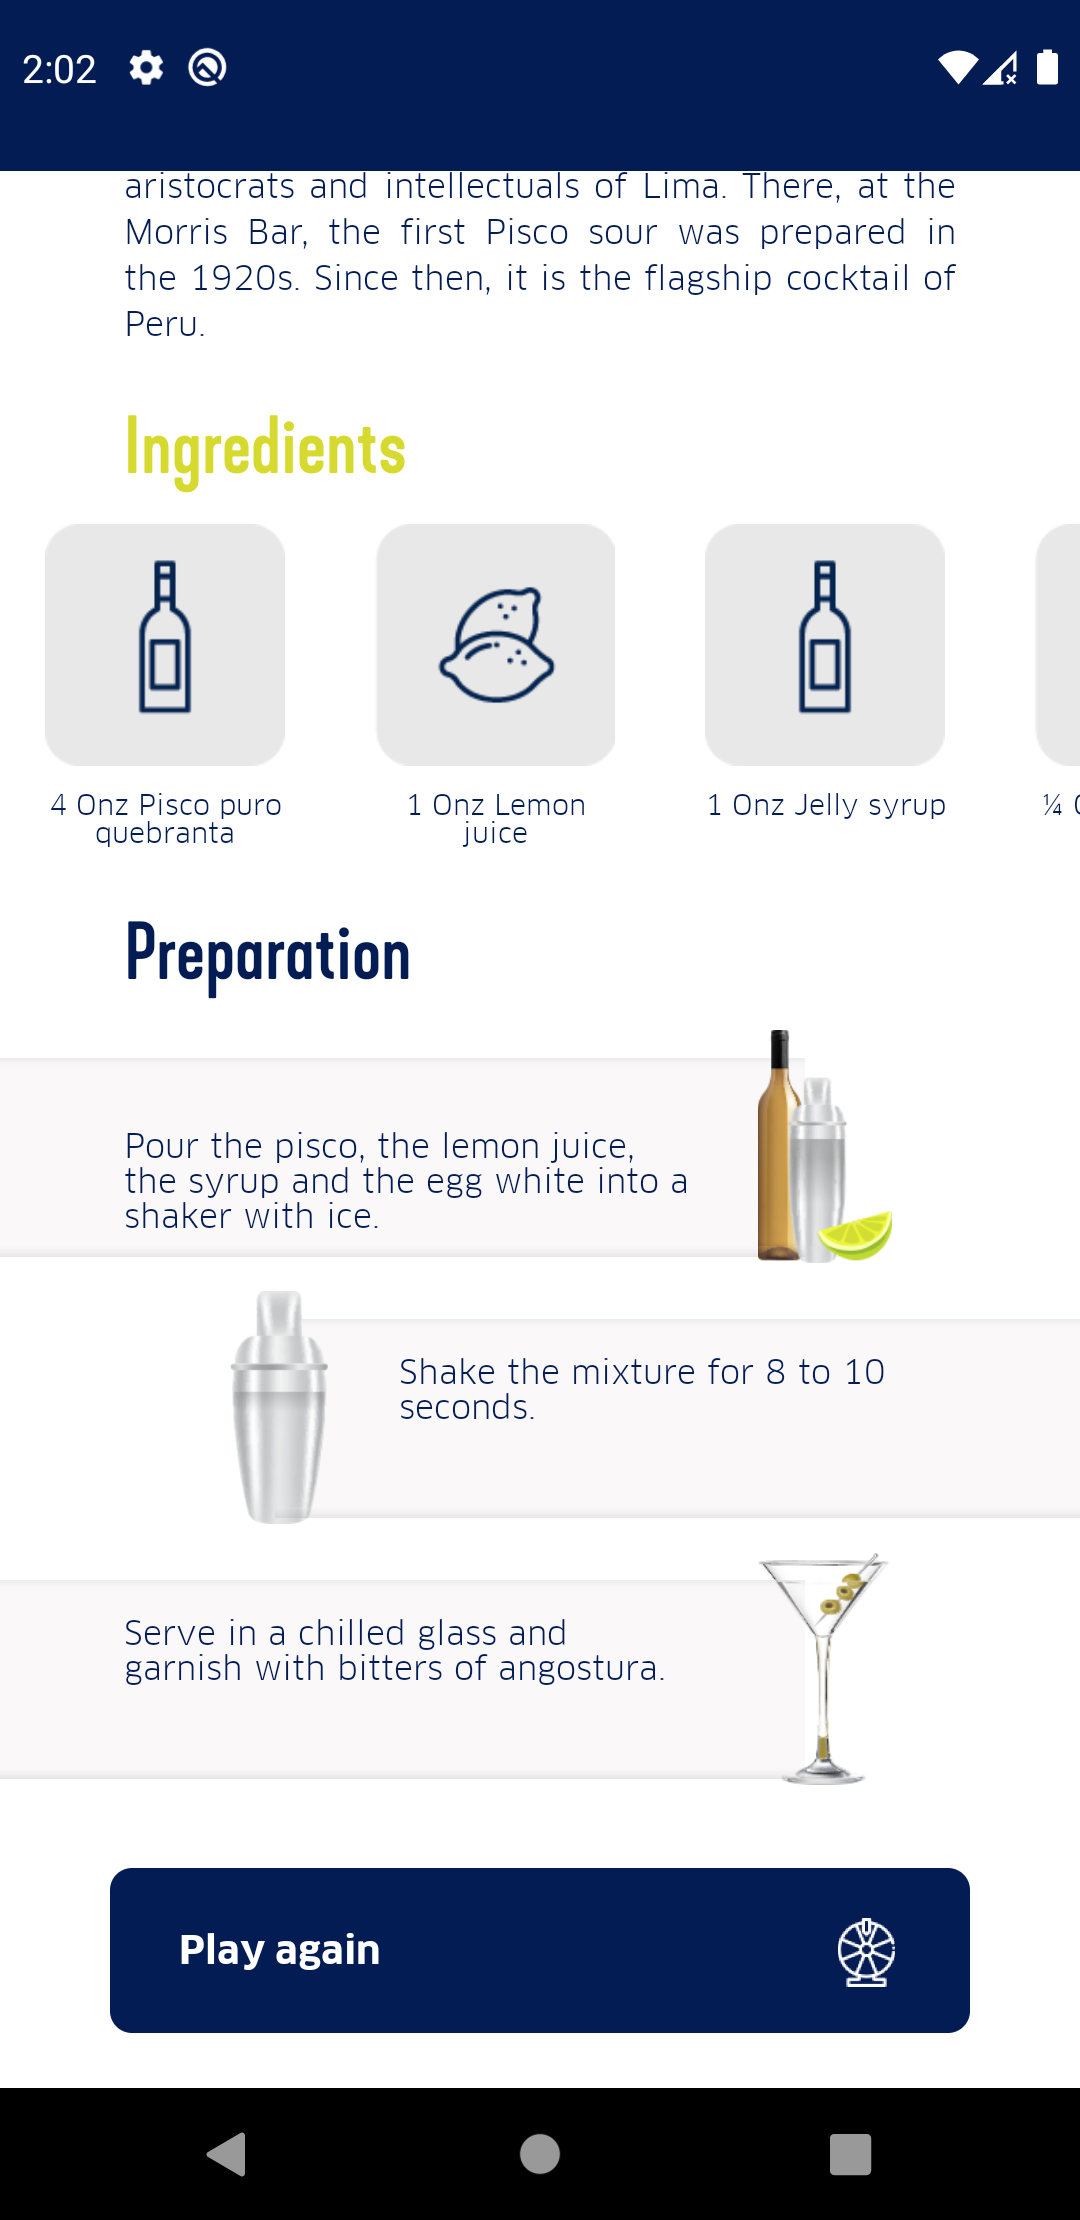 2:02
aristocrats and intellectuals of Lima. There, at the
Morris Bar, the first Pisco sour was prepared in
the 1920s. Since then, it is the flagship cocktail of
Peru.
Ingredients
4 Onz Pisco puro
quebranta
1 Onz Lemon
juice
1 Onz Jelly syrup
¼
Preparation
Pour the pisco, the lemon juice,
the syrup and the egg white into a
shaker with ice.
Shake the mixture for 8 to 10
seconds.
Serve in a chilled glass and
garnish with bitters of angostura.
Play again